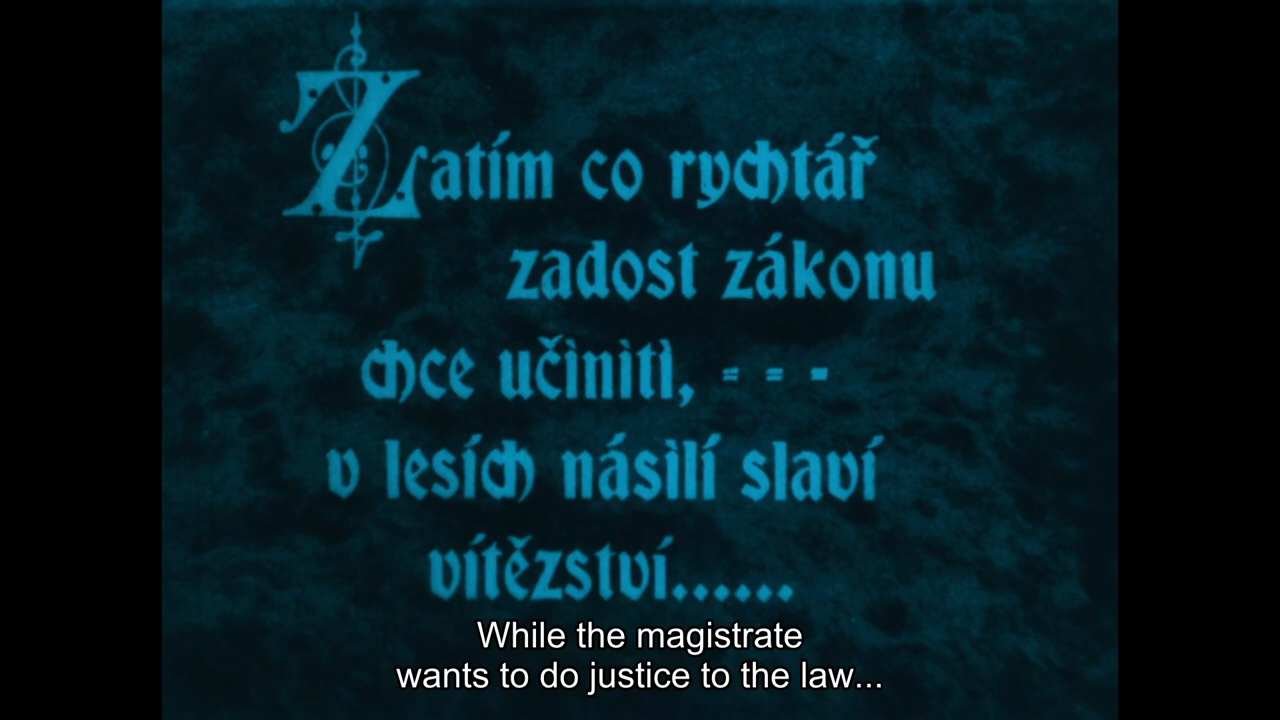 Zatím co rychtář
zadost zákonu
chce učiniti, - - -
v lesích násilí slaví
vítězství......
While the magistrate
wants to do justice to the law...